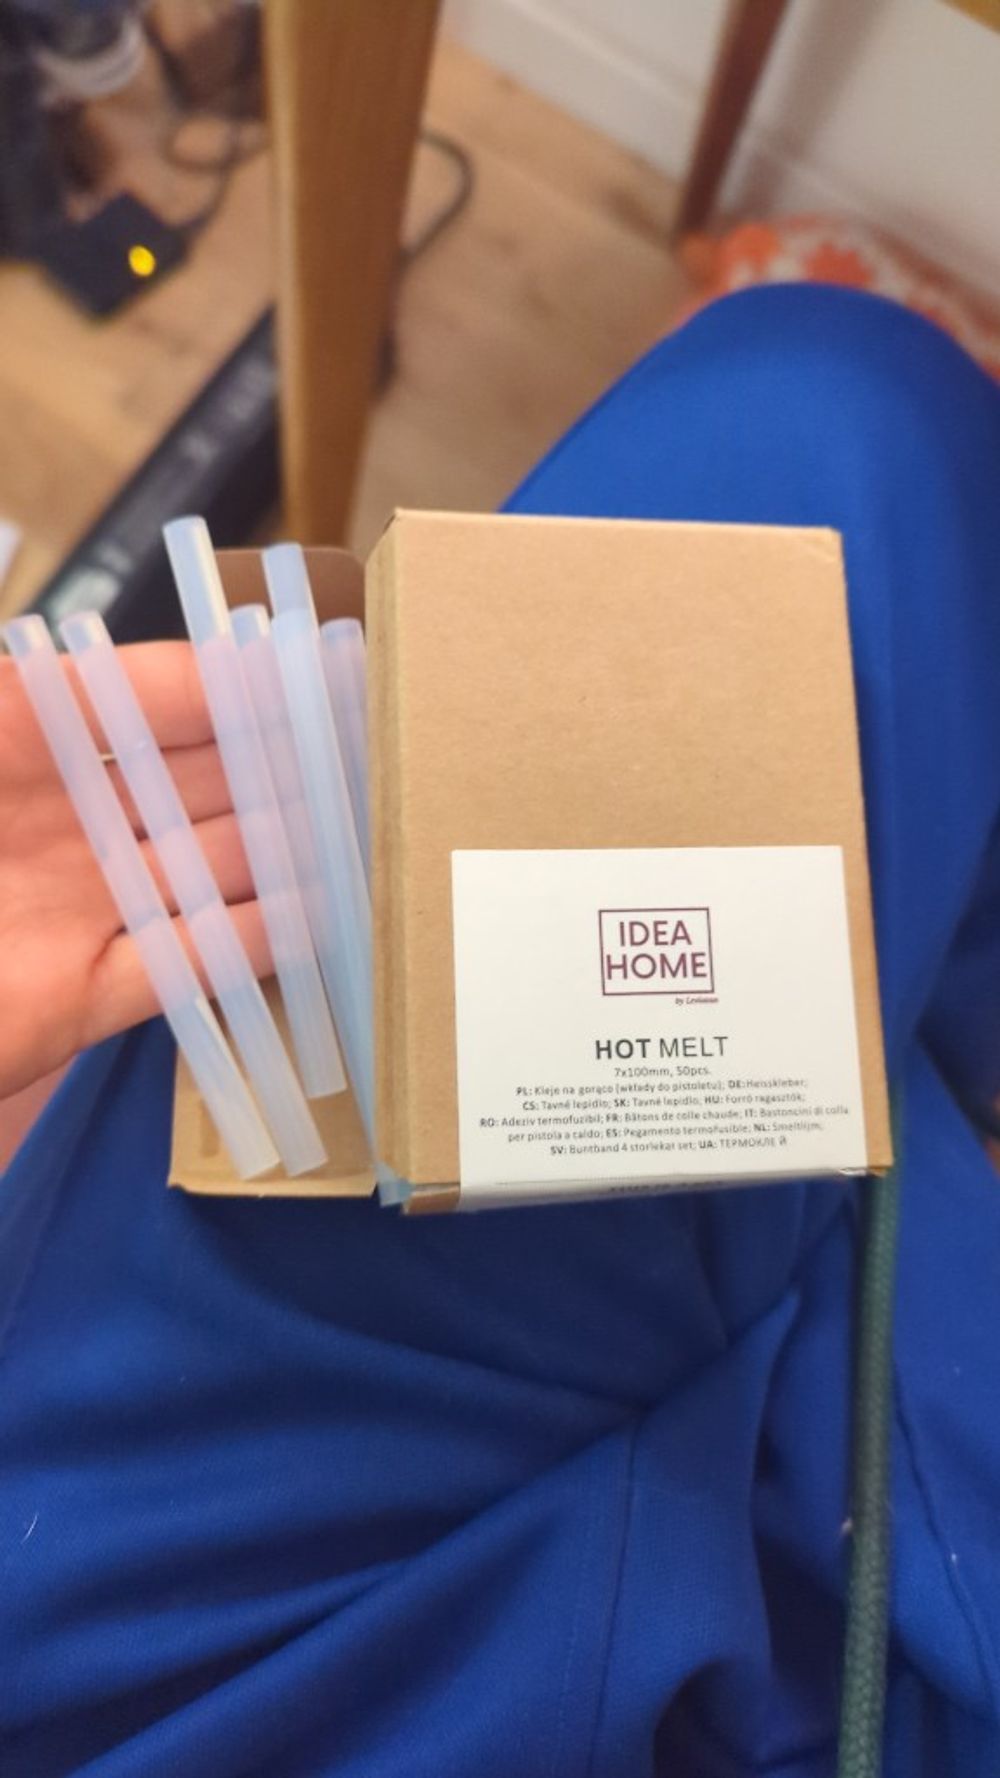 IDEA
HOME
HOT MELT
7x100mm, 50pcs.
PL: Kleje na gorąco (wkłady do pistoletu); DE: Heisskleber;
CS: Tavné lepidlo; SK: Tavné lepidlo; HU: Forró ragasztók;
RO: Adeziv termofuzibil; FR: Bâtons de colle chaude; IT: Bastoncini di colla
per pistola a caldo; ES: Pegamento termofusible; NL: Smeltlijm;
SV: Buntband 4 storlekar set; UA: ТЕРМОКЛЕ Й